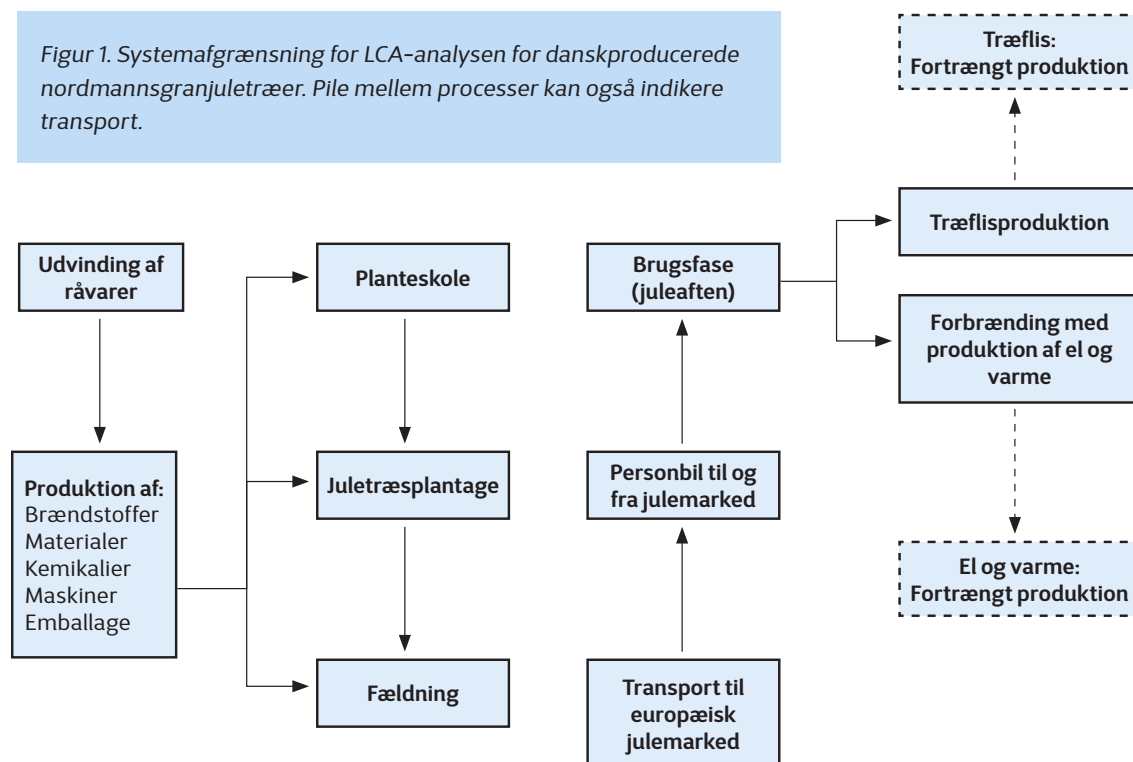 Figur 1. Systemafgrænsning for LCA-analysen for danskproducerede
nordmannsgranjuletræer. Pile mellem processer kan også indikere
transport.
Udvinding af
råvarer
Produktion af:
Brændstoffer
Materialer
Kemikalier
Maskiner
Emballage
Planteskole
Juletræsplantage
Fældning
Transport til
europæisk
julemarked
Personbil til og
fra julemarked
Brugsfase
(juleaften)
Træflisproduktion
Træflis:
Fortrængt produktion
Forbrænding med
produktion af el og
varme
El og varme:
Fortrængt produktion